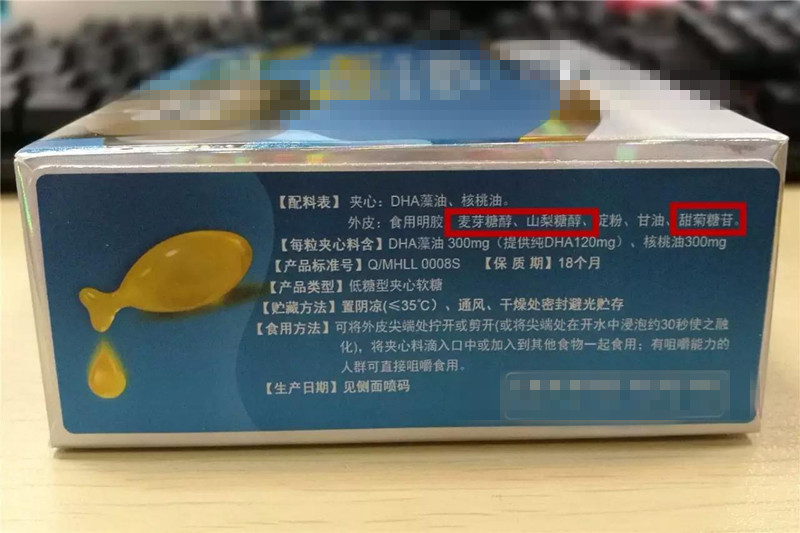 【配料表】 夹心:DHA藻油、核桃油。
外皮:食用明胶、麦芽糖醇、山梨糖醇、淀粉、甘油、甜菊糖苷。
【每粒夹心料含】DHA藻油 300mg(提供纯DHA120mg)、核桃油300mg
【产品标准号】Q/MHLL 0008S 【保 质 期】18个月
【产品类型】低糖型夹心软糖
【贮藏方法】置阴凉(≤35℃)、通风、干燥处密封避光贮存
【食用方法】可将外皮尖端处拧开或剪开(或将尖端处在开水中浸泡约30秒使之融
化),将夹心料滴入口中或加入到其他食物一起食用;有咀嚼能力的
人群可直接咀嚼食用。
【生产日期】见侧面喷码